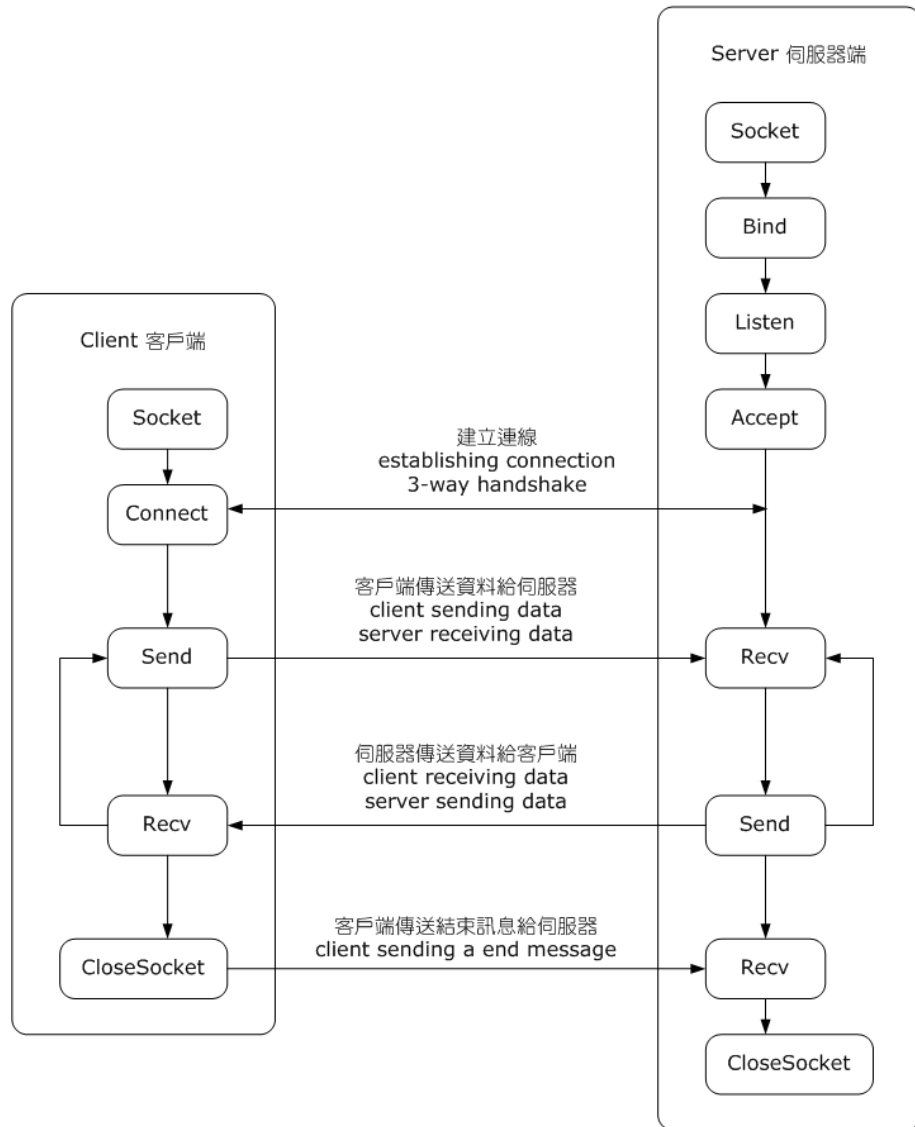 Server 伺服器端
Socket
Bind
Listen
Accept
Client 客戶端
Socket
Connect
建立連線
establishing connection
3-way handshake
客戶端傳送資料給伺服器
client sending data
server receiving data
Send
Recv
伺服器傳送資料給客戶端
client receiving data
server sending data
Recv
Send
客戶端傳送結束訊息給伺服器
client sending a end message
CloseSocket
Recv
CloseSocket